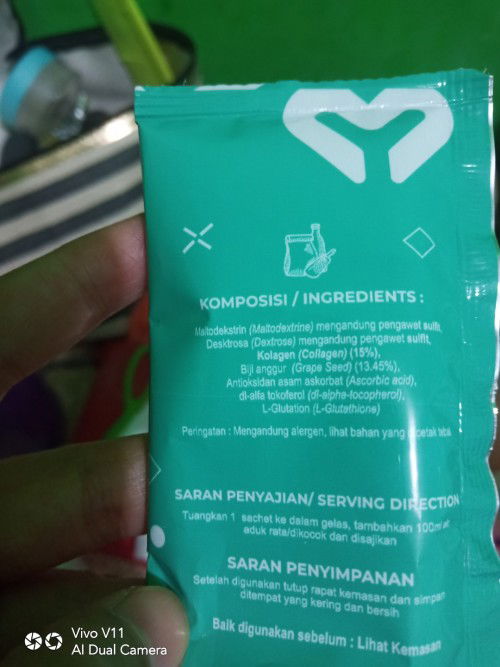 KOMPOSISI / INGREDIENTS :
Maltodekstrin (Maltodextrine) mengandung pengawet sulfit,
Desktrosa (Dextrose) mengandung pengawet sulfit,
Kolagen (Collagen) (15%),
Biji anggur (Grape Seed) (13.45%),
Antioksidan asam askorbat (Ascorbic acid),
dl-alfa tokoferol (dl-alpha-tocopherol),
L-Glutation (L-Glutathione)
Peringatan : Mengandung alergen, lihat bahan yang dicetak tebal
SARAN PENYAJIAN/ SERVING DIRECTION
Tuangkan 1 sachet ke dalam gelas, tambahkan 100ml air
aduk rata/dikocok dan disajikan
SARAN PENYIMPANAN
Setelah digunakan tutup rapat kemasan dan simpan
ditempat yang kering dan bersih
Baik digunakan sebelum : Lihat Kemasan
Vivo V11
AI Dual Camera